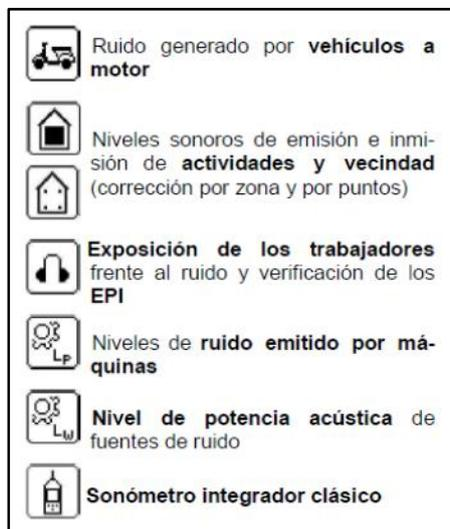 Ruido generado por vehículos a
motor
Niveles sonoros de emisión e inmi-
sión de actividades y vecindad
(corrección por zona y por puntos)
Exposición de los trabajadores
frente al ruido y verificación de los
EPI
LP
Niveles de ruido emitido por má-
quinas
LW
Nivel de potencia acústica de
fuentes de ruido
Sonómetro integrador clásico